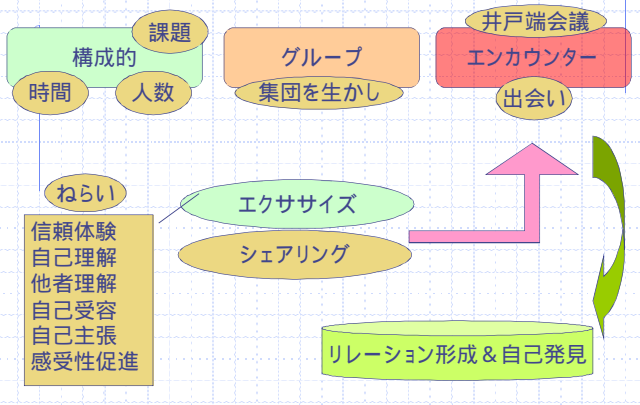 課題
構成的
時間
人数
グループ
集団を生かし
井戸端会議
エンカウンター
出会い
ねらい
信頼体験
自己理解
他者理解
自己受容
自己主張
感受性促進
エクササイズ
シェアリング
リレーション形成＆自己発見